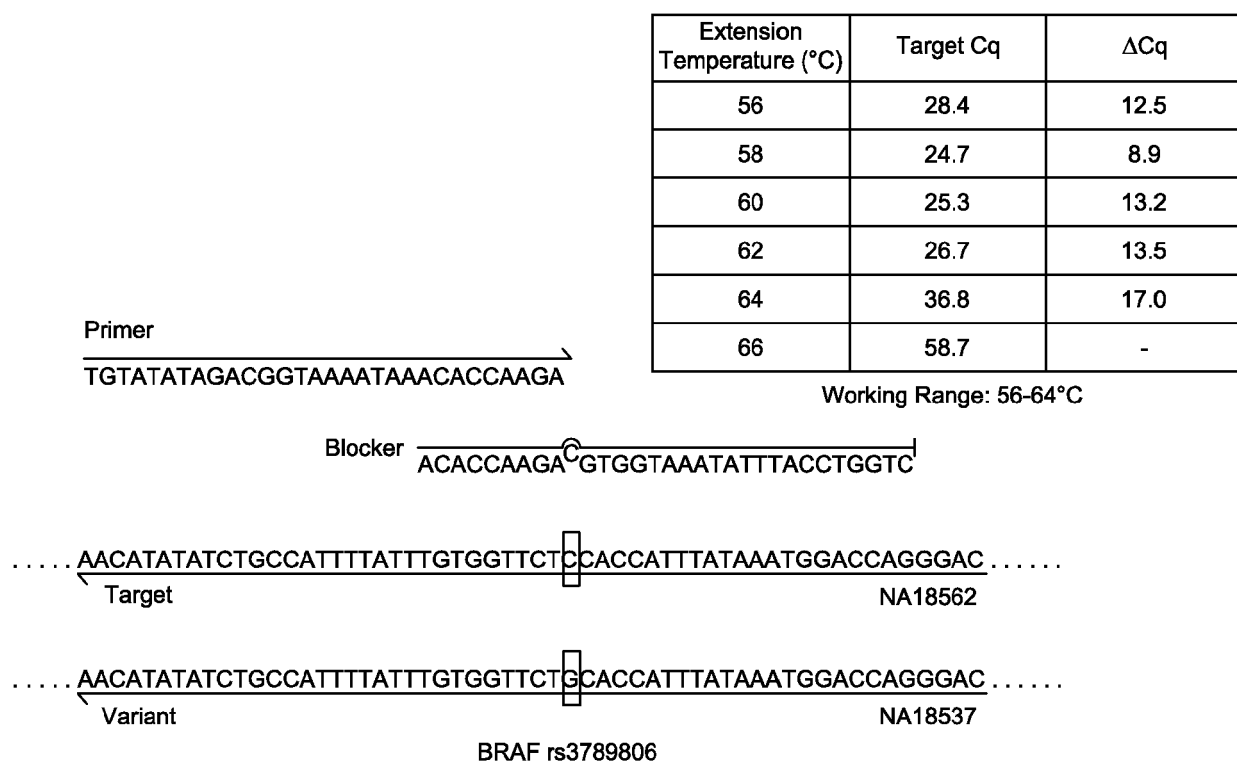 Extension Temperature (°C) Target Cq ΔCq
56 28.4 12.5
58 24.7 8.9
60 25.3 13.2
62 26.7 13.5
64 36.8 17.0
66 58.7 -
Working Range: 56-64°C
Primer
TGTATATAGACGGTAAAATAAACACCAAGA
Blocker
ACACCAAGACGTGGTAAATATTTACCTGGTC
.....AACATATATCTGCCATTTTATTTGTGGTTCTCCACCATTTATAAATGGACCAGGGAC......
Target NA18562
.....AACATATATCTGCCATTTTATTTGTGGTTCTGCACCATTTATAAATGGACCAGGGAC......
Variant NA18537
BRAF rs3789806